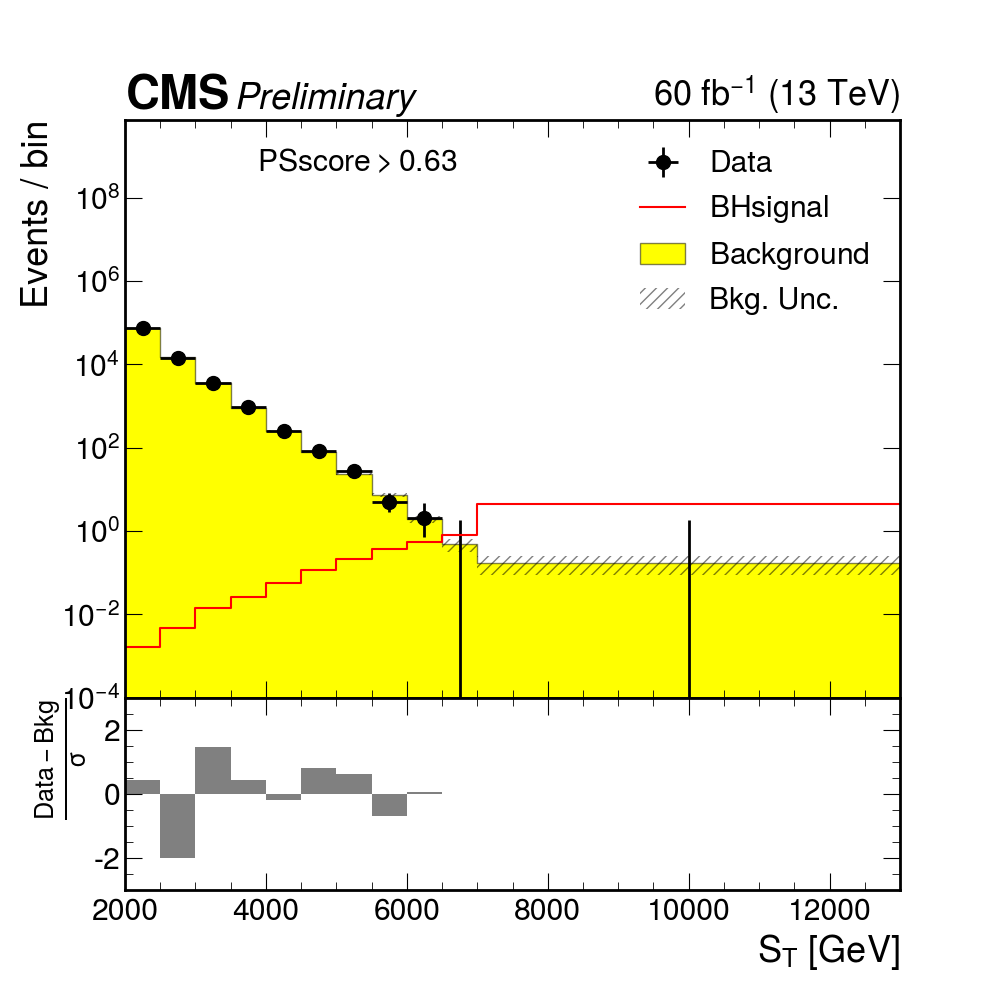 CMS Preliminary 60 fb⁻¹ (13 TeV)
Events / bin
PSscore > 0.63
Data
BHsignal
Background
Bkg. Unc.
10⁸
10⁶
10⁴
10²
10⁰
10⁻²
10⁻⁴
Data − Bkg
σ
2
0
-2
2000 4000 6000 8000 10000 12000
S_T [GeV]